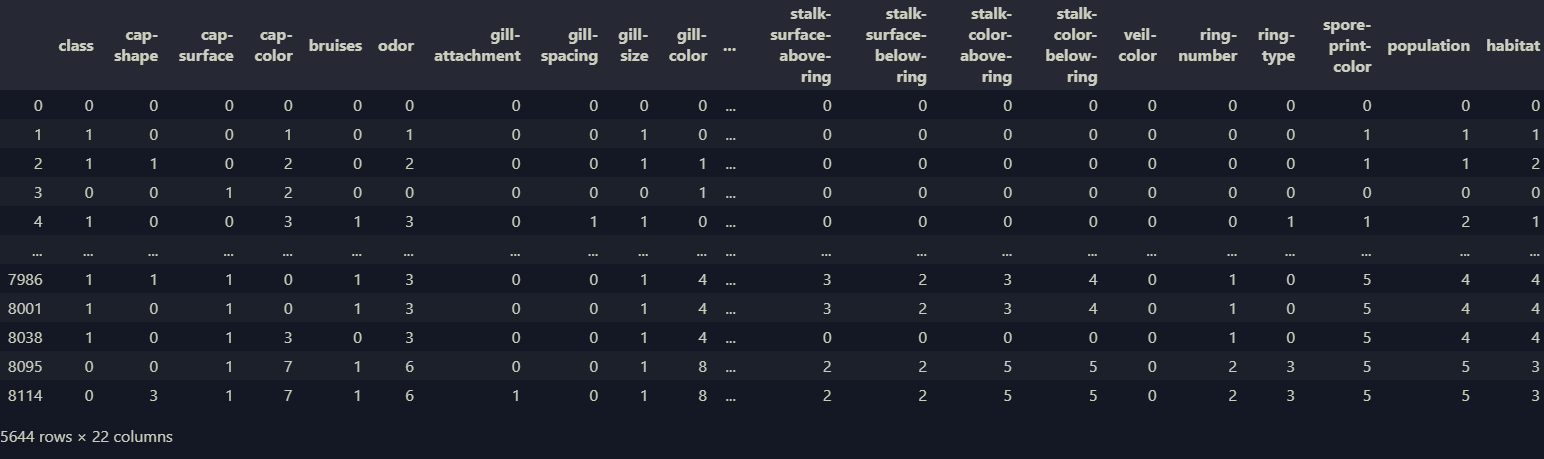 class cap-shape cap-surface cap-color bruises odor gill-attachment gill-spacing gill-size gill-color ... stalk-surface-above-ring stalk-surface-below-ring stalk-color-above-ring stalk-color-below-ring veil-color ring-number ring-type spore-print-color population habitat
0 0 0 0 0 0 0 0 0 0 0 ... 0 0 0 0 0 0 0 0 0 0
1 1 0 0 1 0 1 0 0 1 0 ... 0 0 0 0 0 0 0 1 1 1
2 1 1 0 2 0 2 0 0 1 1 ... 0 0 0 0 0 0 0 1 1 2
3 0 0 1 2 0 0 0 0 0 1 ... 0 0 0 0 0 0 0 0 0 0
4 1 0 0 3 1 3 0 1 1 0 ... 0 0 0 0 0 0 1 1 2 1
... ... ... ... ... ... ... ... ... ... ... ... ... ... ... ... ... ... ... ... ... ...
7986 1 1 1 0 1 3 0 0 1 4 ... 3 2 3 4 0 1 0 5 4 4
8001 1 0 1 0 1 3 0 0 1 4 ... 3 2 3 4 0 1 0 5 4 4
8038 1 0 1 3 0 3 0 0 1 4 ... 0 0 0 0 0 1 0 5 4 4
8095 0 0 1 7 1 6 0 0 1 8 ... 2 2 5 5 0 2 3 5 5 3
8114 0 3 1 7 1 6 1 0 1 8 ... 2 2 5 5 0 2 3 5 5 3
5644 rows × 22 columns